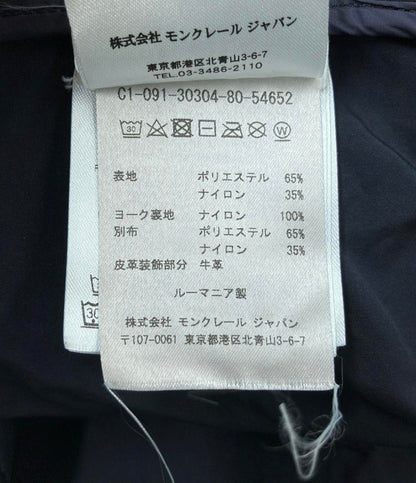 株式会社 モンクレール ジャパン
東京都港区北青山3-6-7
TEL.03-3486-2110
C1-091-30304-80-54652
30 W
表地 ポリエステル 65%
ナイロン 35%
ヨーク裏地 ナイロン 100%
別布 ポリエステル 65%
ナイロン 35%
皮革装飾部分 牛革
ルーマニア製
株式会社 モンクレール ジャパン
〒107-0061 東京都港区北青山3-6-7
30